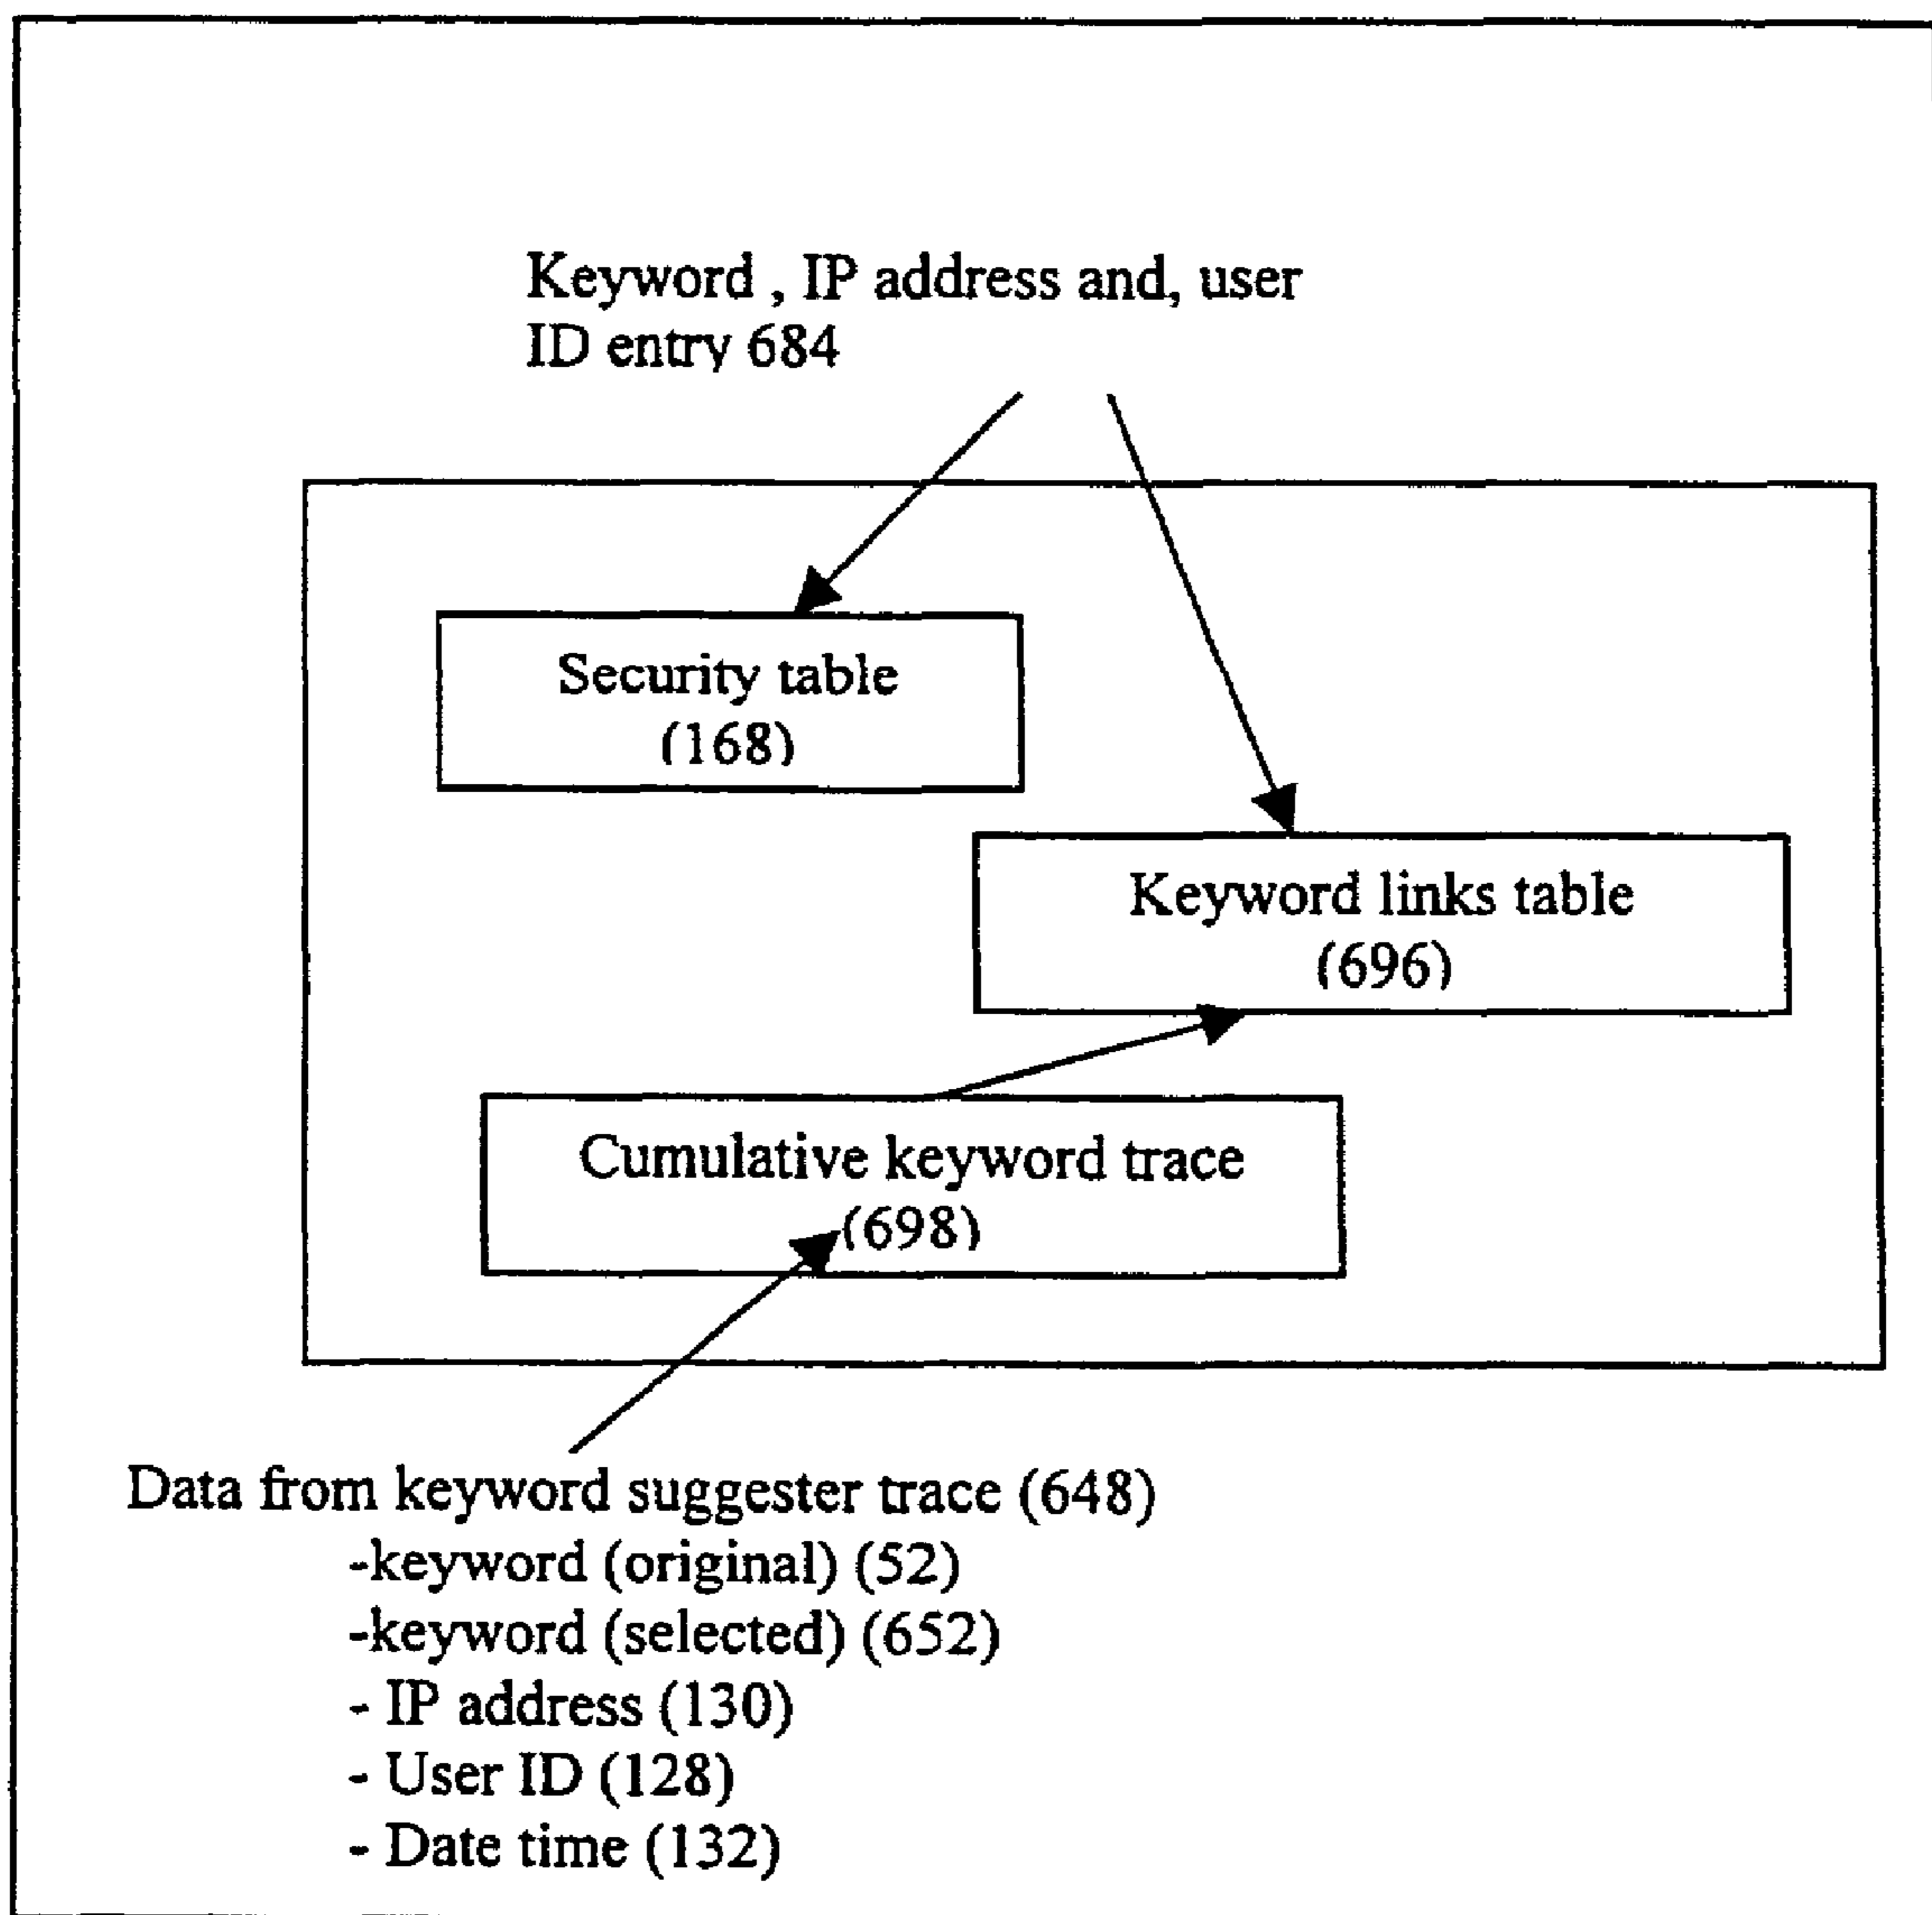 Keyword , IP address and, user
ID entry 684
Security table
(168)
Keyword links table
(696)
Cumulative keyword trace
(698)
Data from keyword suggester trace (648)
-keyword (original) (52)
-keyword (selected) (652)
- IP address (130)
- User ID (128)
- Date time (132)